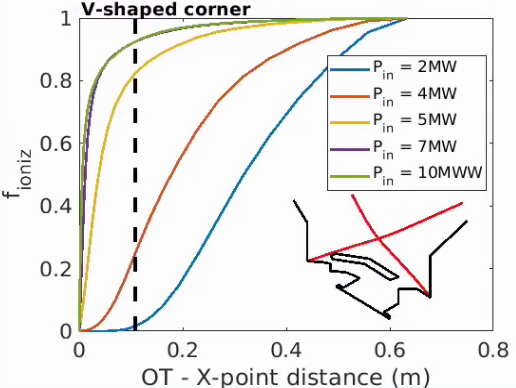 V-shaped corner
1
0.8
0.6
0.4
0.2
0
f_ioniz
P_in = 2MW
P_in = 4MW
P_in = 5MW
P_in = 7MW
P_in = 10MWW
0 0.2 0.4 0.6 0.8
OT - X-point distance (m)